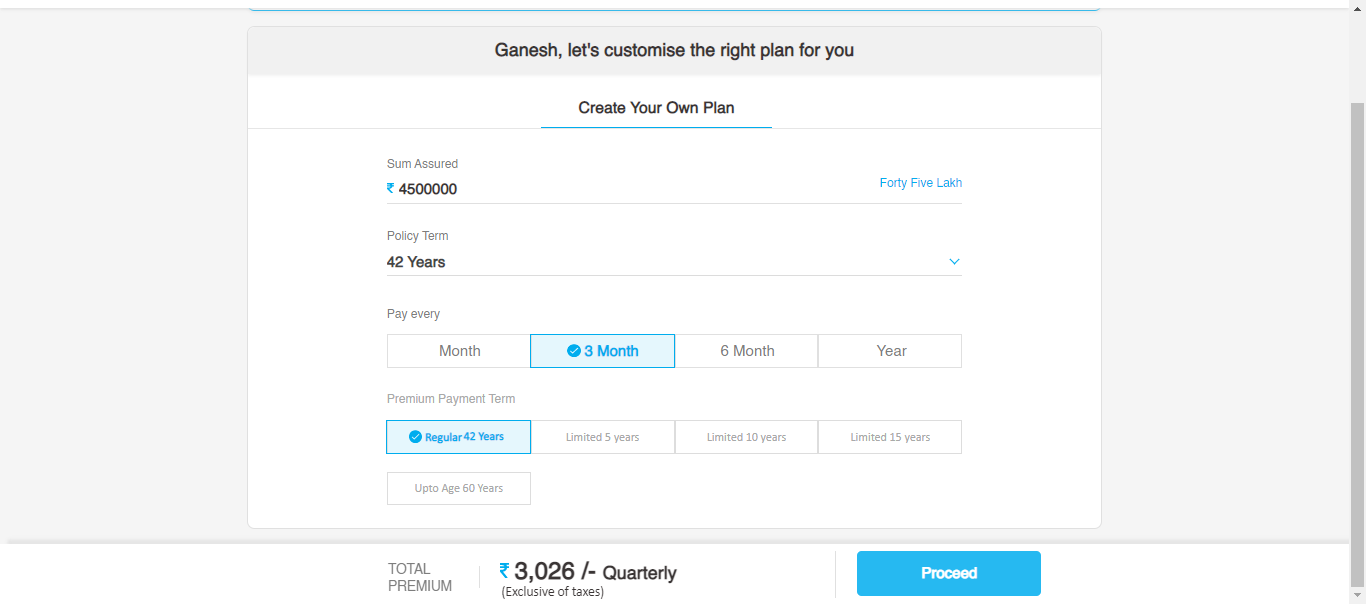 Ganesh, let's customise the right plan for you
Create Your Own Plan
Sum Assured
₹ 4500000
Forty Five Lakh
Policy Term
42 Years
Pay every
Month
3 Month
6 Month
Year
Premium Payment Term
Regular 42 Years
Limited 5 years
Limited 10 years
Limited 15 years
Upto Age 60 Years
TOTAL
PREMIUM
₹ 3,026 /- Quarterly
(Exclusive of taxes)
Proceed